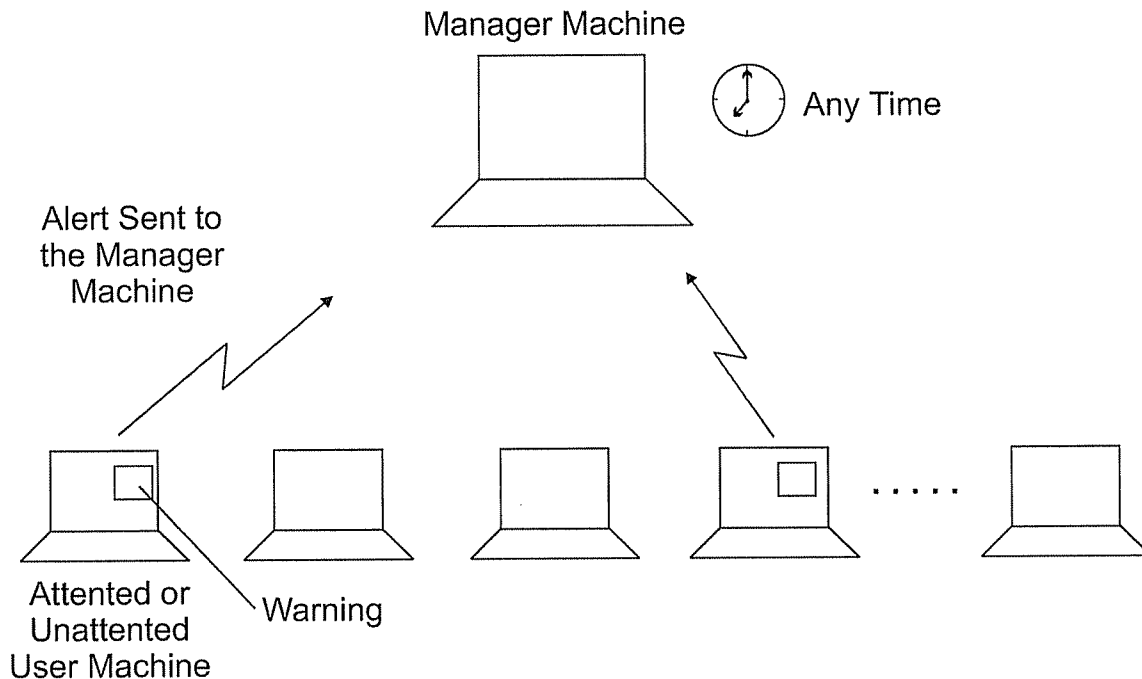 Manager Machine
Any Time
Alert Sent to
the Manager
Machine
.....
Attented or
Unattented
User Machine
Warning